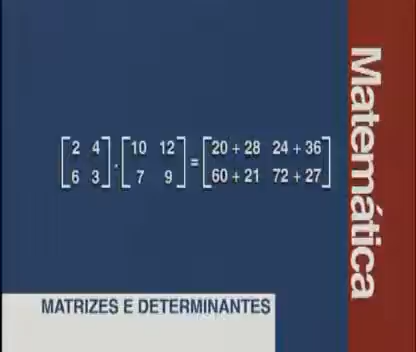 [2 4] . [10 12] = [20 + 28 24 + 36]
[6 3] [7 9] [60 + 21 72 + 27]
Matemática
MATRIZES E DETERMINANTES